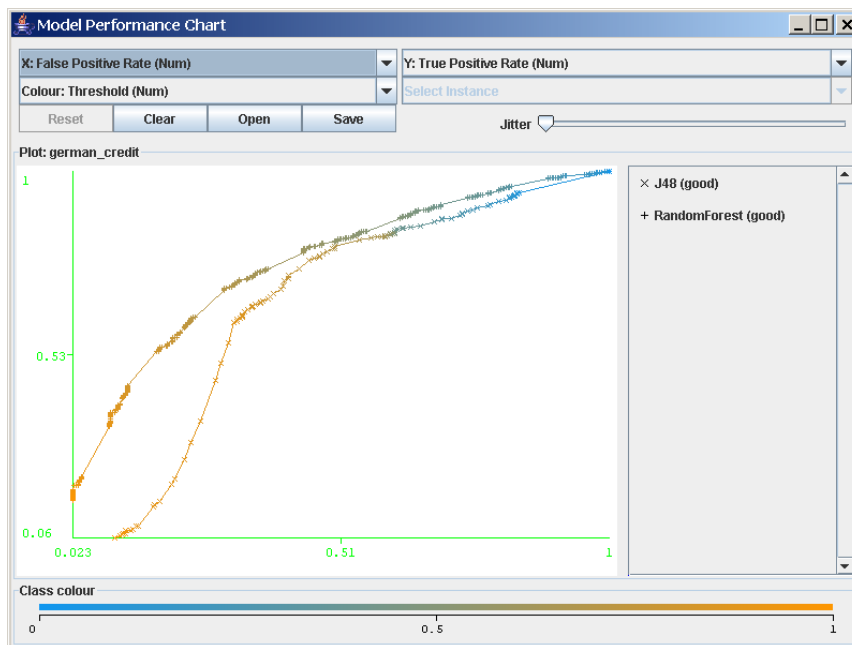 Model Performance Chart
X: False Positive Rate (Num)
Y: True Positive Rate (Num)
Colour: Threshold (Num)
Select Instance
Reset
Clear
Open
Save
Jitter
Plot: german_credit
1
0.53
0.06
0.023
0.51
1
× J48 (good)
+ RandomForest (good)
Class colour
0
0.5
1